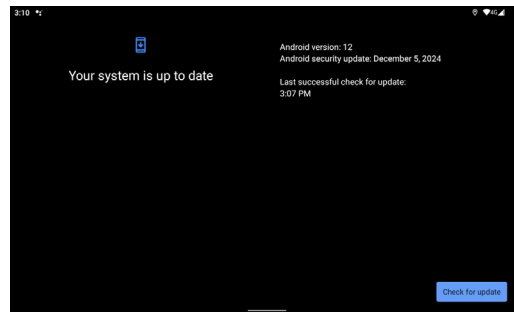 3:10
4G
Your system is up to date
Android version: 12
Android security update: December 5, 2024
Last successful check for update:
3:07 PM
Check for update